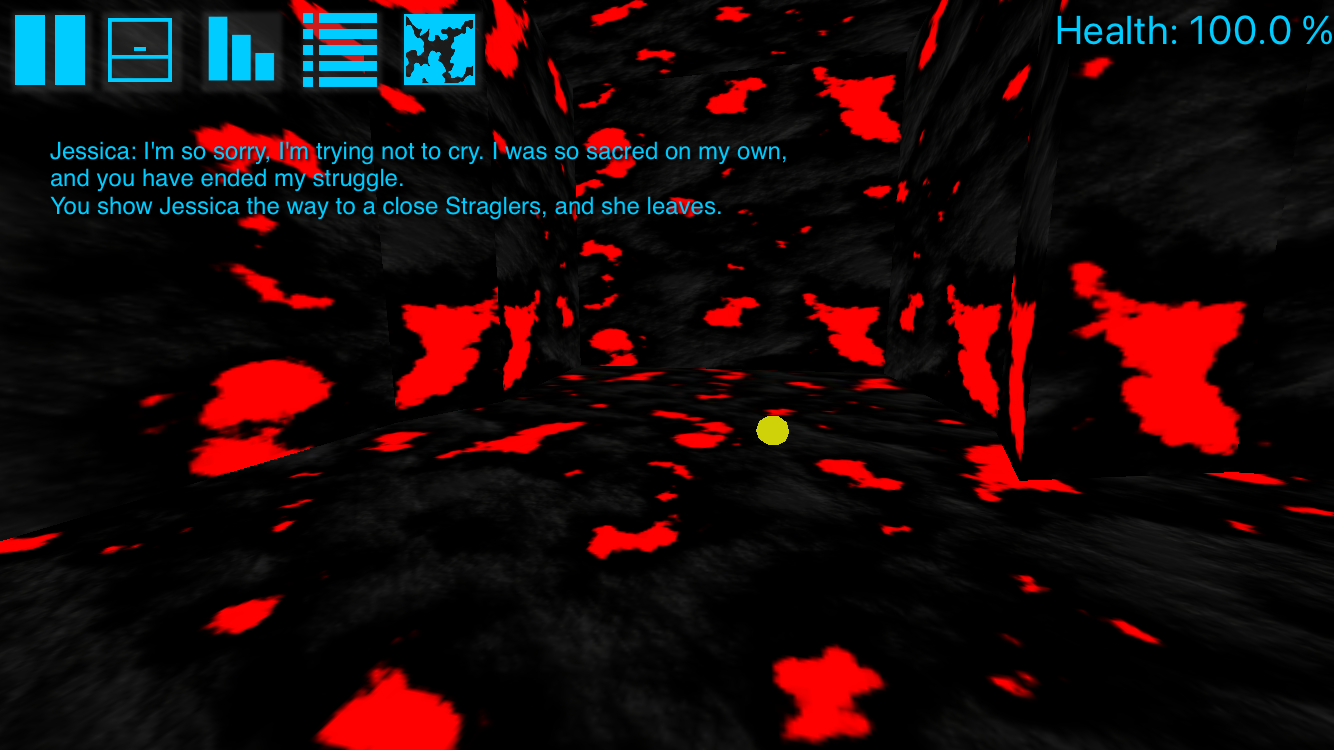 Health: 100.0 %
Jessica: I'm so sorry, I'm trying not to cry. I was so sacred on my own,
and you have ended my struggle.
You show Jessica the way to a close Straglers, and she leaves.